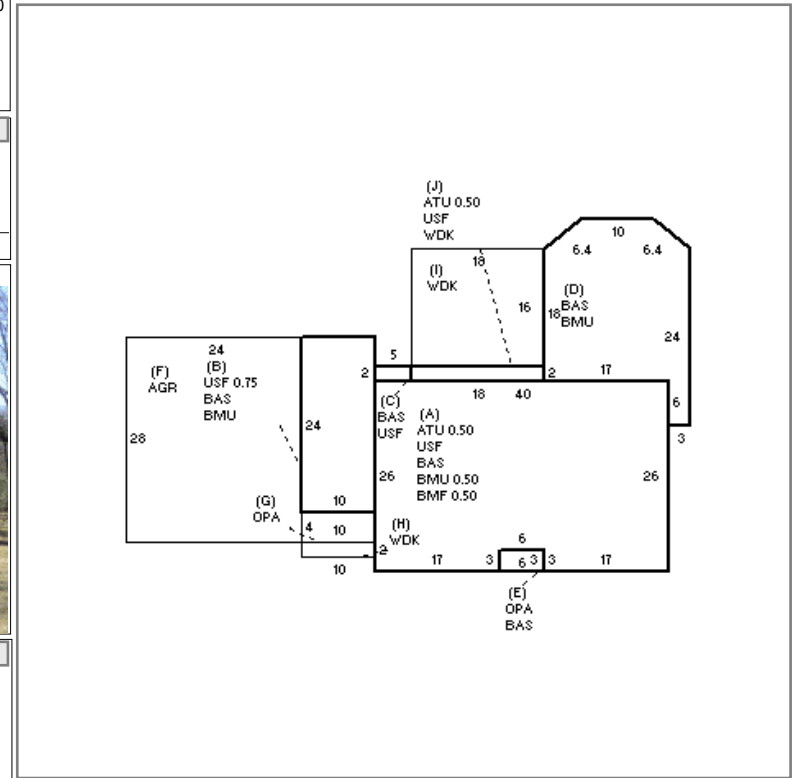 (J)
ATU 0.50
USF
WDK
10
6.4 6.4
18
(I)
WDK
16
(D)
BAS
BMU
18
24
24
(F)
AGR
(B)
USF 0.75
BAS
BMU
5
2
2
17
18 40
(C)
BAS
USF
(A)
ATU 0.50
USF
BAS
BMU 0.50
BMF 0.50
6
3
28
24
26
26
10
(G)
OPA
4
10
(H)
WDK
2
10
17
3
6
6
3
3
17
(E)
OPA
BAS